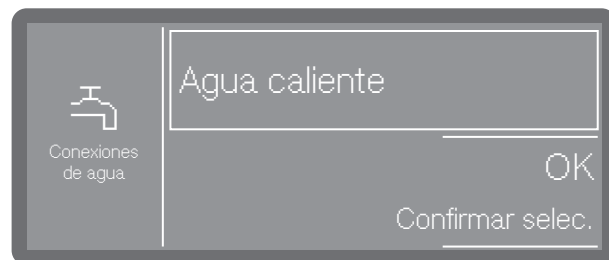 Conexiones
de agua
Agua caliente
OK
Confirmar selec.